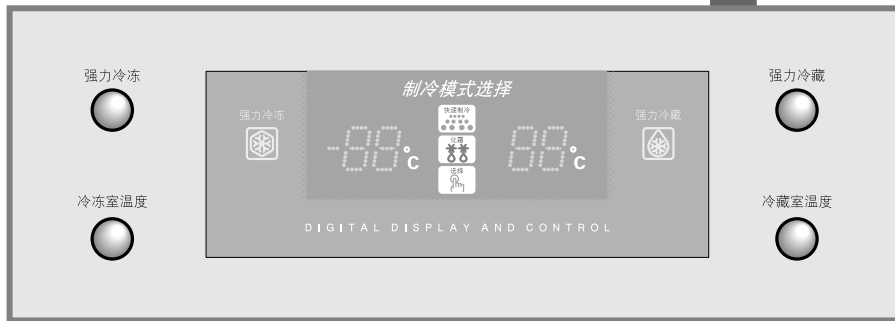 强力冷冻
强力冷藏
制冷模式选择
快速制冷
强力冷冻
强力冷藏
-88°C
化霜
88°C
选择
冷冻室温度
冷藏室温度
DIGITAL DISPLAY AND CONTROL